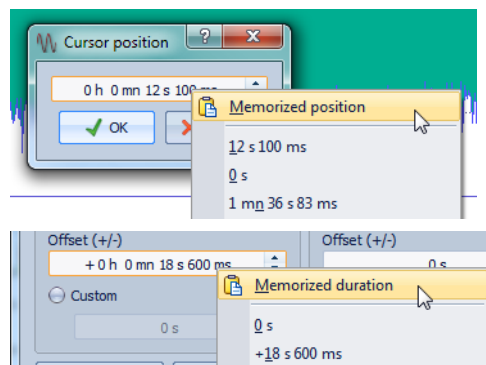 Cursor position
?
0 h 0 mn 12 s 100 ms
Memorized position
OK
12 s 100 ms
0 s
1 mn 36 s 83 ms
Offset (+/-)
Offset (+/-)
+ 0 h 0 mn 18 s 600 ms
0 s
Memorized duration
Custom
0 s
0 s
+18 s 600 ms